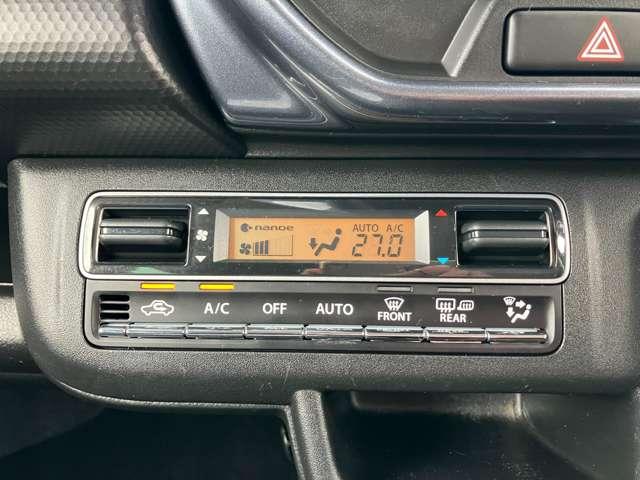 nanoe AUTO A/C
27.0
A/C OFF AUTO FRONT REAR